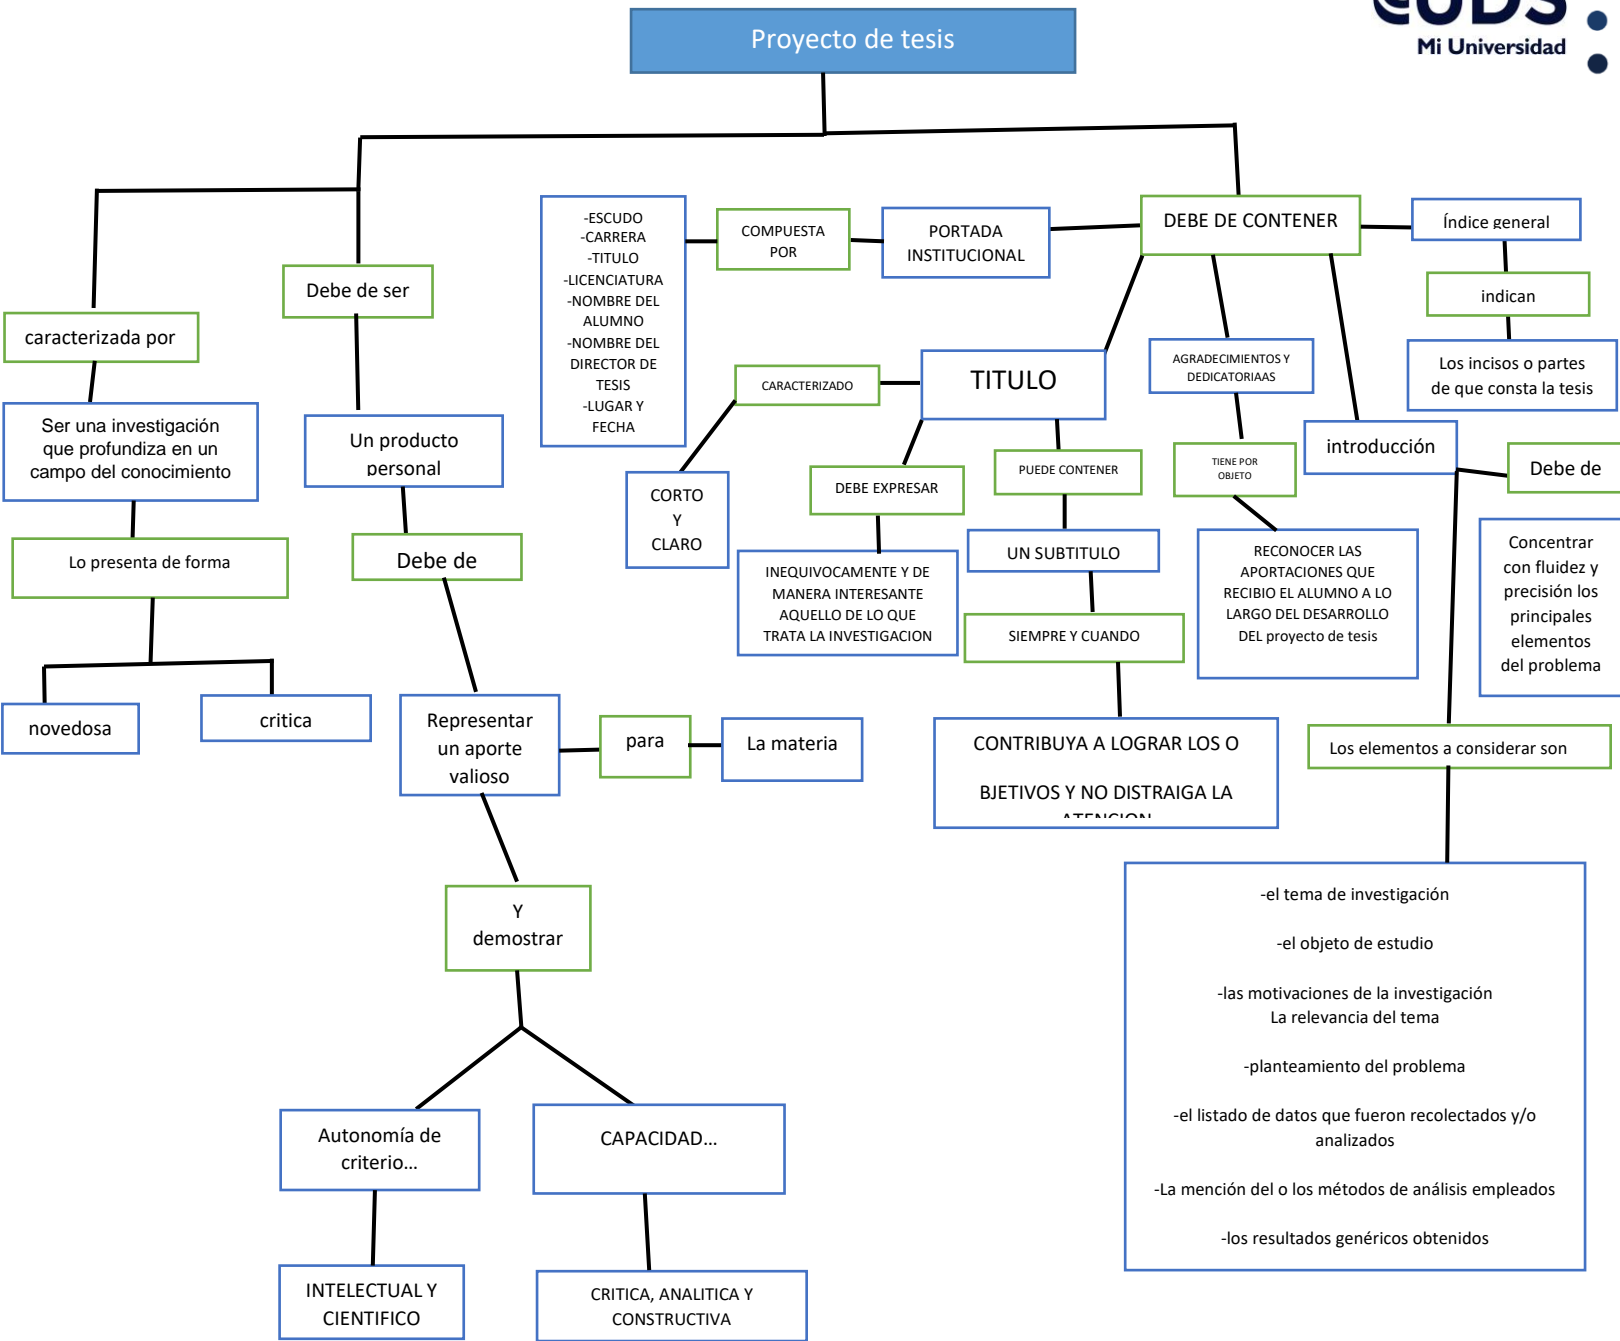 Proyecto de tesis
UDS
Mi Universidad
caracterizada por
Ser una investigación
que profundiza en un
campo del conocimiento
Lo presenta de forma
novedosa
critica
Debe de ser
Un producto
personal
Debe de
Representar
un aporte
valioso
para
La materia
Y
demostrar
Autonomía de
criterio...
INTELECTUAL Y
CIENTIFICO
CAPACIDAD...
CRITICA, ANALITICA Y
CONSTRUCTIVA
DEBE DE CONTENER
PORTADA
INSTITUCIONAL
COMPUESTA
POR
-ESCUDO
-CARRERA
-TITULO
-LICENCIATURA
-NOMBRE DEL
ALUMNO
-NOMBRE DEL
DIRECTOR DE
TESIS
-LUGAR Y
FECHA
TITULO
CARACTERIZADO
CORTO
Y
CLARO
DEBE EXPRESAR
INEQUIVOCAMENTE Y DE
MANERA INTERESANTE
AQUELLO DE LO QUE
TRATA LA INVESTIGACION
PUEDE CONTENER
UN SUBTITULO
SIEMPRE Y CUANDO
CONTRIBUYA A LOGRAR LOS O
BJETIVOS Y NO DISTRAIGA LA
ATENCION
AGRADECIMIENTOS Y
DEDICATORIAAS
TIENE POR
OBJETO
RECONOCER LAS
APORTACIONES QUE
RECIBIO EL ALUMNO A LO
LARGO DEL DESARROLLO
DEL proyecto de tesis
Índice general
indican
Los incisos o partes
de que consta la tesis
introducción
Debe de
Concentrar
con fluidez y
precisión los
principales
elementos
del problema
Los elementos a considerar son
-el tema de investigación
-el objeto de estudio
-las motivaciones de la investigación
La relevancia del tema
-planteamiento del problema
-el listado de datos que fueron recolectados y/o
analizados
-La mención del o los métodos de análisis empleados
-los resultados genéricos obtenidos